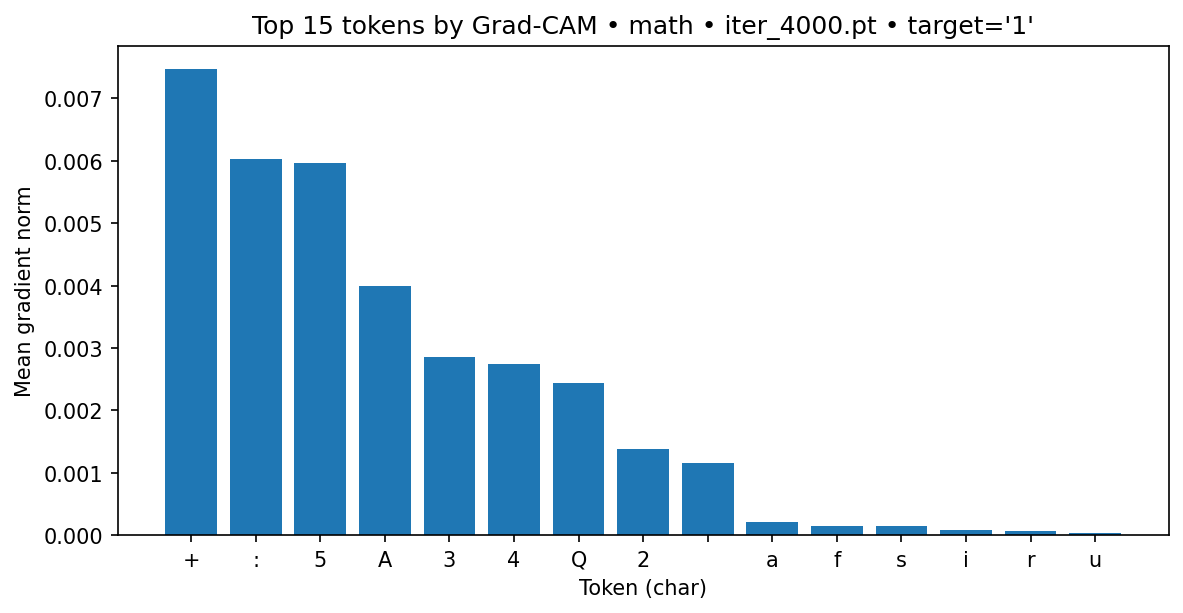 Top 15 tokens by Grad-CAM • math • iter_4000.pt • target='1'
Mean gradient norm
0.007
0.006
0.005
0.004
0.003
0.002
0.001
0.000
+ : 5 A 3 4 Q 2 a f s i r u
Token (char)